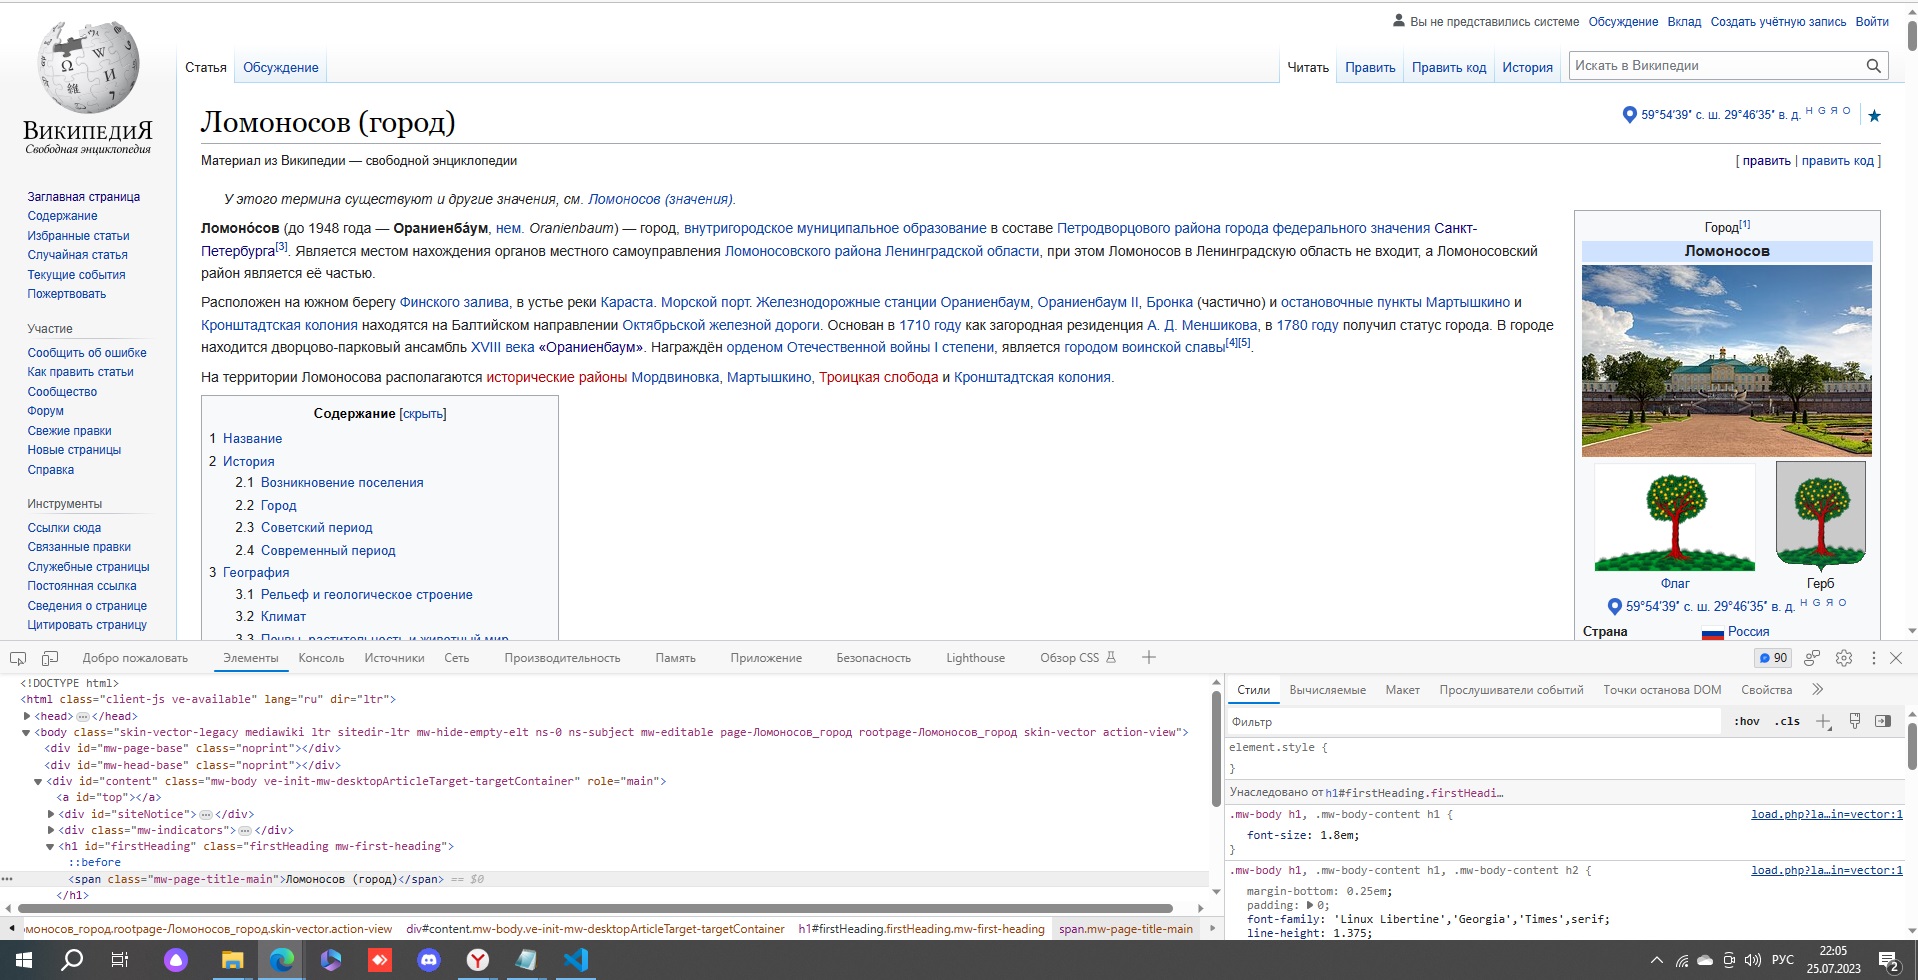 Вы не представились системе Обсуждение Вклад Создать учётную запись Войти
Статья Обсуждение Читать Править Править код История Искать в Википедии
ВикипедиЯ
Свободная энциклопедия
Ломоносов (город)
59°54′39″ с. ш. 29°46′35″ в. д. H G Я O
Материал из Википедии — свободной энциклопедии
[ править | править код ]
Заглавная страница
Содержание
Избранные статьи
Случайная статья
Текущие события
Пожертвовать
Участие
Сообщить об ошибке
Как править статьи
Сообщество
Форум
Свежие правки
Новые страницы
Справка
Инструменты
Ссылки сюда
Связанные правки
Служебные страницы
Постоянная ссылка
Сведения о странице
Цитировать страницу
У этого термина существуют и другие значения, см. Ломоносов (значения).
Ломоно́сов (до 1948 года — Ораниенба́ум, нем. Oranienbaum) — город, внутригородское муниципальное образование в составе Петродворцового района города федерального значения Санкт-
Петербурга[3]. Является местом нахождения органов местного самоуправления Ломоносовского района Ленинградской области, при этом Ломоносов в Ленинградскую область не входит, а Ломоносовский
район является её частью.
Расположен на южном берегу Финского залива, в устье реки Караста. Морской порт. Железнодорожные станции Ораниенбаум, Ораниенбаум II, Бронка (частично) и остановочные пункты Мартышкино и
Кронштадтская колония находятся на Балтийском направлении Октябрьской железной дороги. Основан в 1710 году как загородная резиденция А. Д. Меншикова, в 1780 году получил статус города. В городе
находится дворцово-парковый ансамбль XVIII века «Ораниенбаум». Награждён орденом Отечественной войны I степени, является городом воинской славы[4][5].
На территории Ломоносова располагаются исторические районы Мордвиновка, Мартышкино, Троицкая слобода и Кронштадтская колония.
Содержание [скрыть]
1 Название
2 История
2.1 Возникновение поселения
2.2 Город
2.3 Советский период
2.4 Современный период
3 География
3.1 Рельеф и геологическое строение
3.2 Климат
3.3 Почвы, растительность и животный мир
Город[1]
Ломоносов
Флаг Герб
59°54′39″ с. ш. 29°46′35″ в. д. H G Я O
Страна Россия
Добро пожаловать Элементы Консоль Источники Сеть Производительность Память Приложение Безопасность Lighthouse Обзор CSS 90
<!DOCTYPE html>
<html class="client-js ve-available" lang="ru" dir="ltr">
<head>…</head>
<body class="skin-vector-legacy mediawiki ltr sitedir-ltr mw-hide-empty-elt ns-0 ns-subject mw-editable page-Ломоносов_город rootpage-Ломоносов_город skin-vector action-view">
<div id="mw-page-base" class="noprint"></div>
<div id="mw-head-base" class="noprint"></div>
<div id="content" class="mw-body ve-init-mw-desktopArticleTarget-targetContainer" role="main">
<a id="top"></a>
<div id="siteNotice">…</div>
<div class="mw-indicators">…</div>
<h1 id="firstHeading" class="firstHeading mw-first-heading">
::before
<span class="mw-page-title-main">Ломоносов (город)</span> == $0
</h1>
омоносов_город.rootpage-Ломоносов_город.skin-vector.action-view div#content.mw-body.ve-init-mw-desktopArticleTarget-targetContainer h1#firstHeading.firstHeading.mw-first-heading span.mw-page-title-main
Стили Вычисляемые Макет Прослушиватели событий Точки останова DOM Свойства
Фильтр :hov .cls
element.style {
}
Унаследовано от h1#firstHeading.firstHeadi…
.mw-body h1, .mw-body-content h1 { load.php?la…in=vector:1
font-size: 1.8em;
}
.mw-body h1, .mw-body-content h1, .mw-body-content h2 { load.php?la…in=vector:1
margin-bottom: 0.25em;
padding: 0;
font-family: 'Linux Libertine','Georgia','Times',serif;
line-height: 1.375;
РУС 22:05
25.07.2023 2